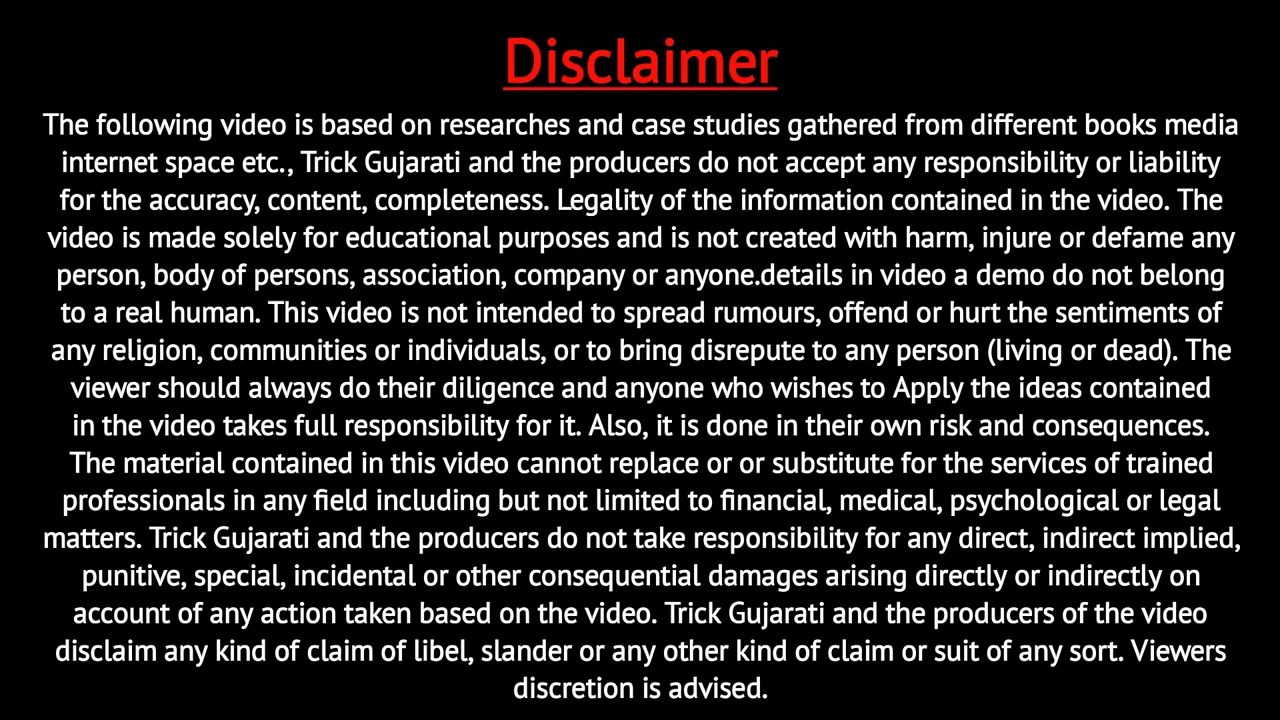 Disclaimer
The following video is based on researches and case studies gathered from different books media
internet space etc., Trick Gujarati and the producers do not accept any responsibility or liability
for the accuracy, content, completeness. Legality of the information contained in the video. The
video is made solely for educational purposes and is not created with harm, injure or defame any
person, body of persons, association, company or anyone.details in video a demo do not belong
to a real human. This video is not intended to spread rumours, offend or hurt the sentiments of
any religion, communities or individuals, or to bring disrepute to any person (living or dead). The
viewer should always do their diligence and anyone who wishes to Apply the ideas contained
in the video takes full responsibility for it. Also, it is done in their own risk and consequences.
The material contained in this video cannot replace or or substitute for the services of trained
professionals in any field including but not limited to financial, medical, psychological or legal
matters. Trick Gujarati and the producers do not take responsibility for any direct, indirect implied,
punitive, special, incidental or other consequential damages arising directly or indirectly on
account of any action taken based on the video. Trick Gujarati and the producers of the video
disclaim any kind of claim of libel, slander or any other kind of claim or suit of any sort. Viewers
discretion is advised.